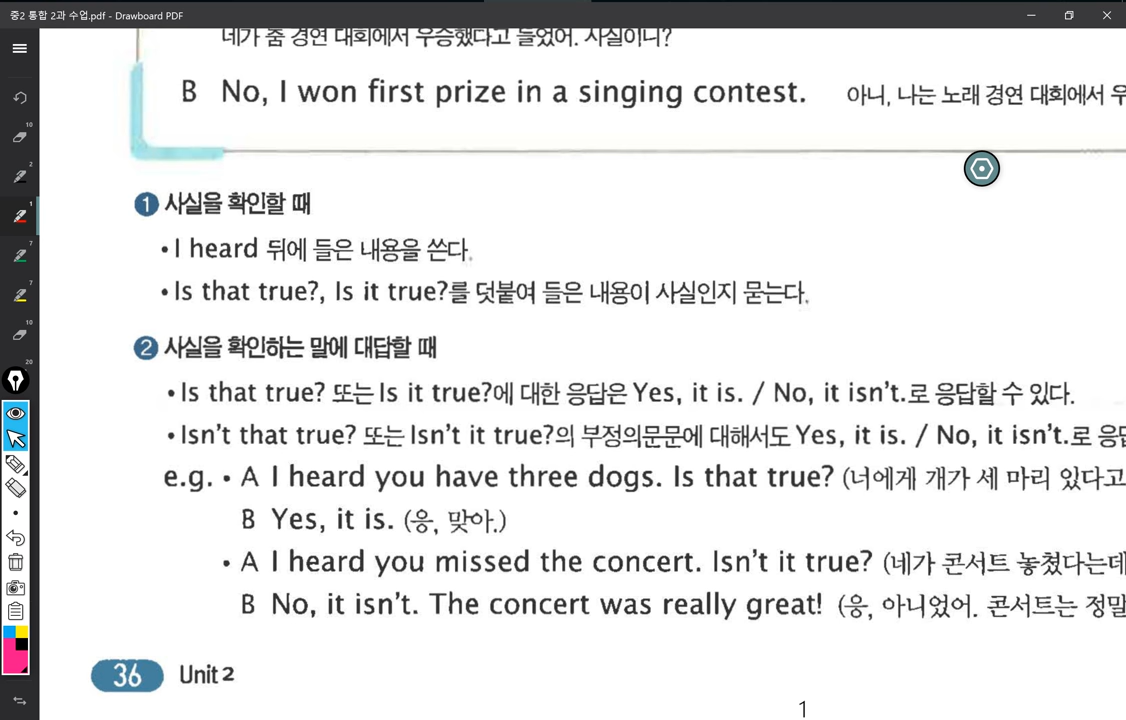 중2 통합 2과 수업.pdf - Drawboard PDF
네가 춤 경연 대회에서 우승했다고 들었어. 사실이니?
B No, I won first prize in a singing contest. 아니, 나는 노래 경연 대회에서 우
1 사실을 확인할 때
•I heard 뒤에 들은 내용을 쓴다.
•Is that true?, Is it true?를 덧붙여 들은 내용이 사실인지 묻는다.
2 사실을 확인하는 말에 대답할 때
•Is that true? 또는 Is it true?에 대한 응답은 Yes, it is. / No, it isn't.로 응답할 수 있다.
•Isn't that true? 또는 Isn't it true?의 부정의문문에 대해서도 Yes, it is. / No, it isn't.로 응답
e.g. • A I heard you have three dogs. Is that true? (너에게 개가 세 마리 있다고
B Yes, it is. (응, 맞아.)
• A I heard you missed the concert. Isn't it true? (네가 콘서트 놓쳤다는데
B No, it isn't. The concert was really great! (응, 아니었어. 콘서트는 정말
36 Unit 2
1
10
2
1
7
7
10
20